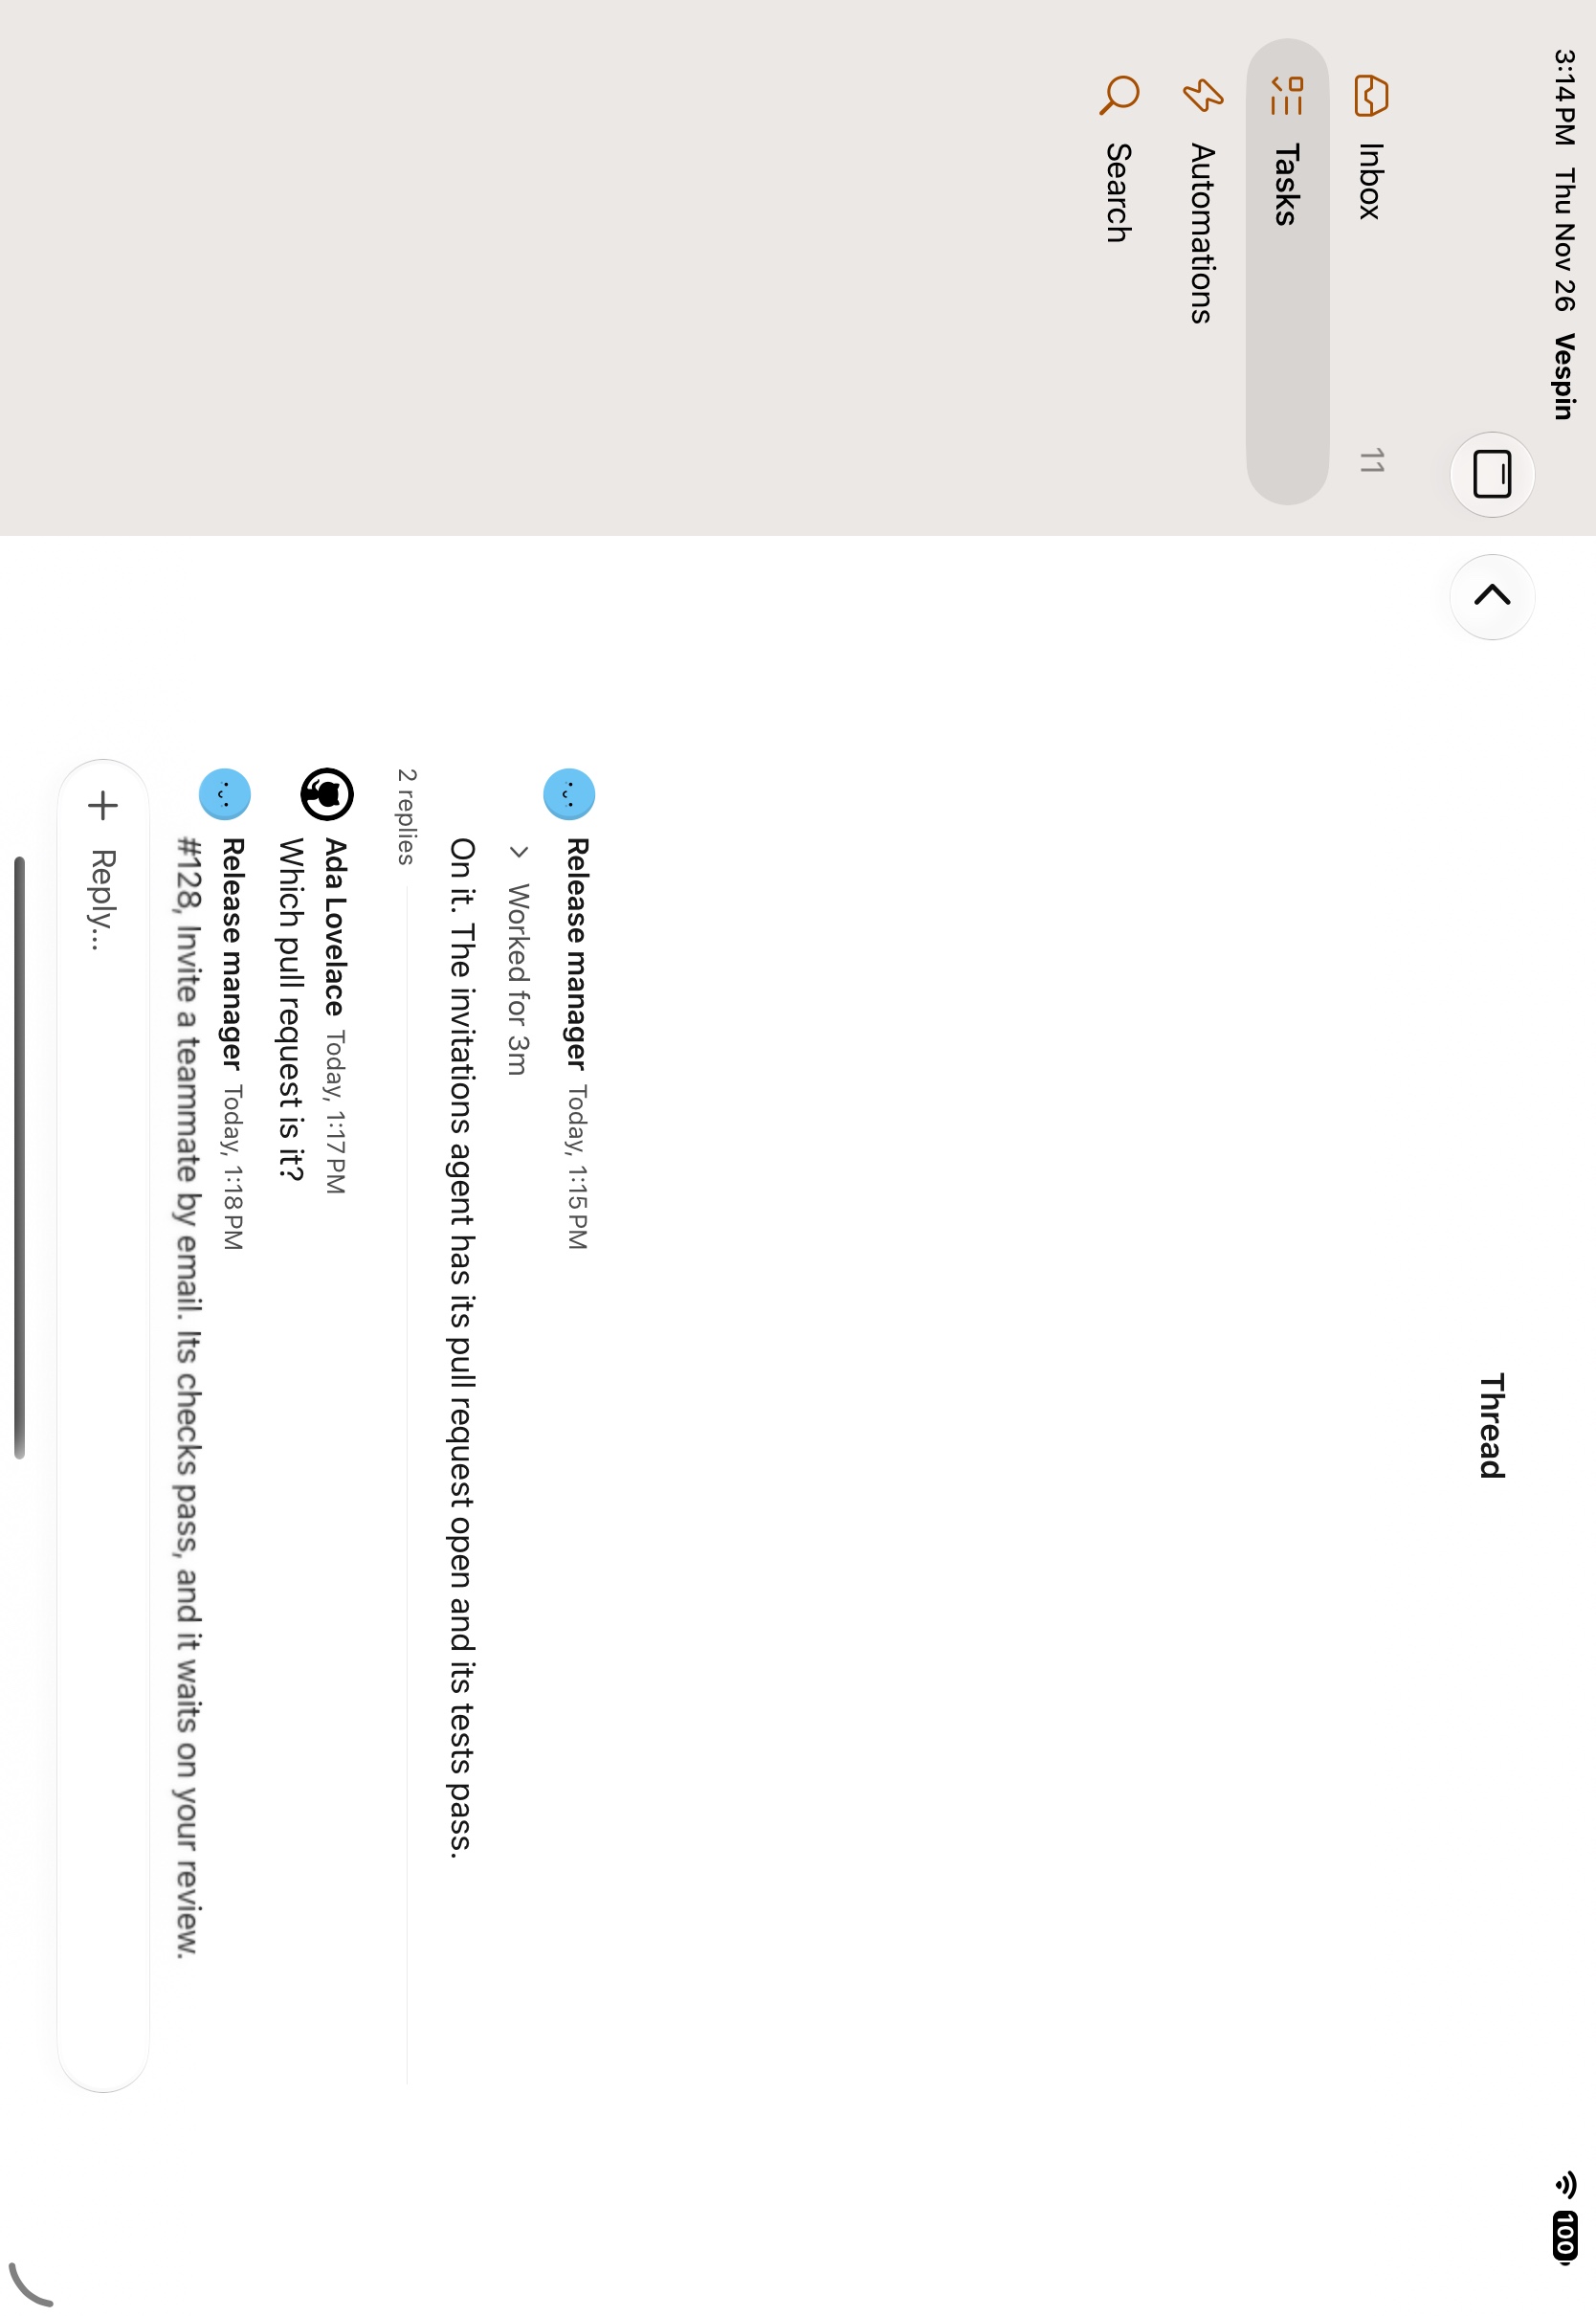 3:14 PM Thu Nov 26 Vespin
100
Thread
Inbox 11
Tasks
Automations
Search
Release manager Today, 1:15 PM
Worked for 3m
On it. The invitations agent has its pull request open and its tests pass.
2 replies
Ada Lovelace Today, 1:17 PM
Which pull request is it?
Release manager Today, 1:18 PM
#128, Invite a teammate by email. Its checks pass, and it waits on your review.
Reply...